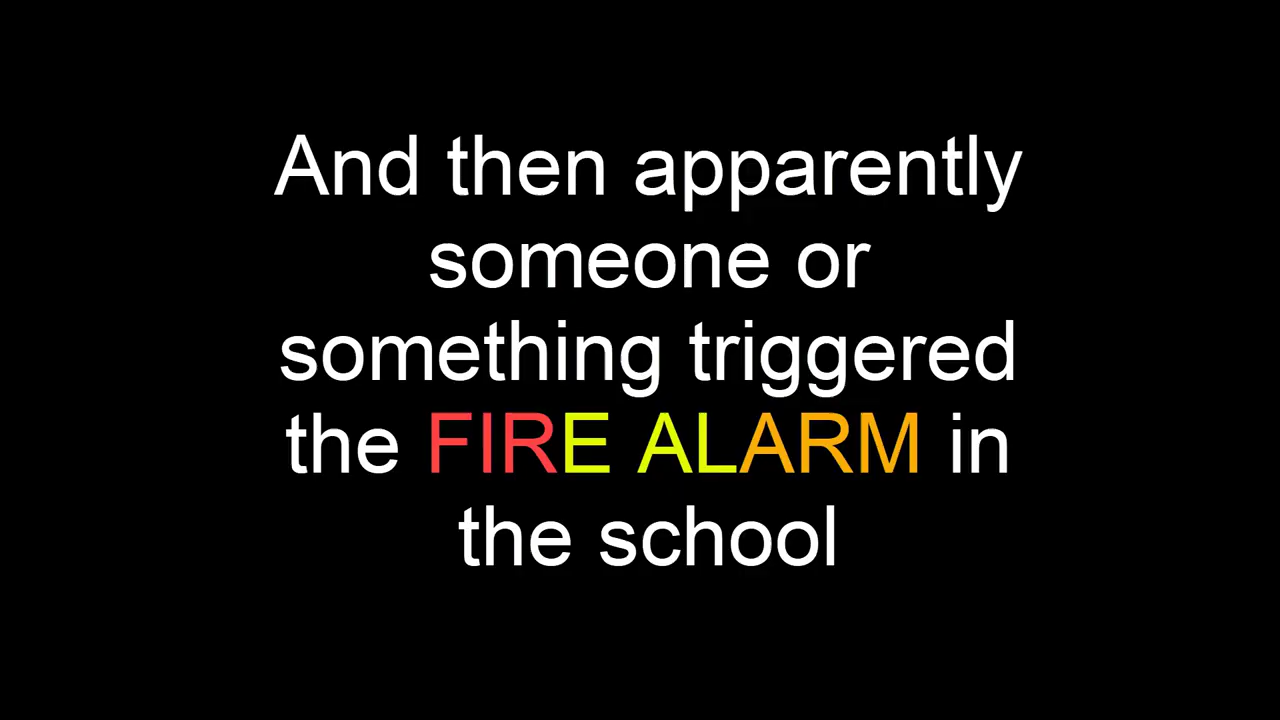 And then apparently
someone or
something triggered
the FIRE ALARM in
the school